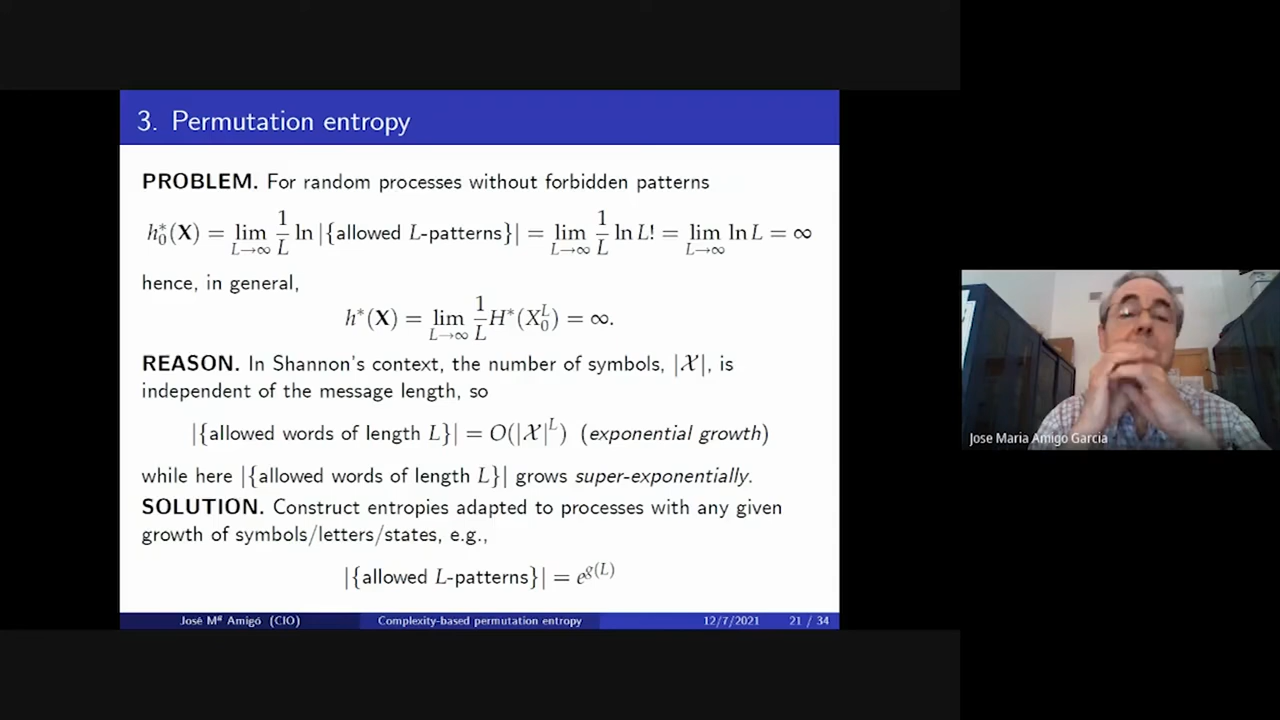 3. Permutation entropy
PROBLEM. For random processes without forbidden patterns
h₀*(𝐗) = lim_{L→∞} 1/L ln |{allowed L-patterns}| = lim_{L→∞} 1/L ln L! = lim_{L→∞} ln L = ∞
hence, in general,
h*(𝐗) = lim_{L→∞} 1/L H*(X₀ᴸ) = ∞.
REASON. In Shannon's context, the number of symbols, |𝒳|, is
independent of the message length, so
|{allowed words of length L}| = O(|𝒳|ᴸ) (exponential growth)
while here |{allowed words of length L}| grows super-exponentially.
SOLUTION. Construct entropies adapted to processes with any given
growth of symbols/letters/states, e.g.,
|{allowed L-patterns}| = e^{g(L)}
José Mª Amigó (CIO) Complexity-based permutation entropy 12/7/2021 21 / 34
Jose Maria Amigo Garcia